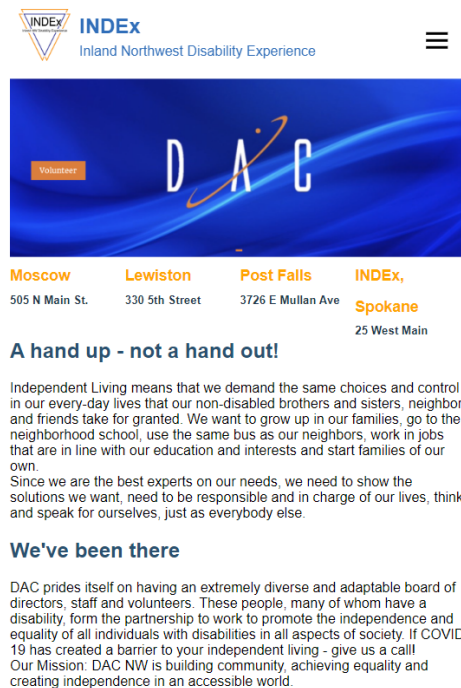 INDEx
Inland NW Disability Experience
INDEx
Inland Northwest Disability Experience
Volunteer
DAC
Moscow
505 N Main St.
Lewiston
330 5th Street
Post Falls
3726 E Mullan Ave
INDEx,
Spokane
25 West Main
A hand up - not a hand out!
Independent Living means that we demand the same choices and control
in our every-day lives that our non-disabled brothers and sisters, neighbor
and friends take for granted. We want to grow up in our families, go to the
neighborhood school, use the same bus as our neighbors, work in jobs
that are in line with our education and interests and start families of our
own.
Since we are the best experts on our needs, we need to show the
solutions we want, need to be responsible and in charge of our lives, think
and speak for ourselves, just as everybody else.
We've been there
DAC prides itself on having an extremely diverse and adaptable board of
directors, staff and volunteers. These people, many of whom have a
disability, form the partnership to work to promote the independence and
equality of all individuals with disabilities in all aspects of society. If COVID
19 has created a barrier to your independent living - give us a call!
Our Mission: DAC NW is building community, achieving equality and
creating independence in an accessible world.